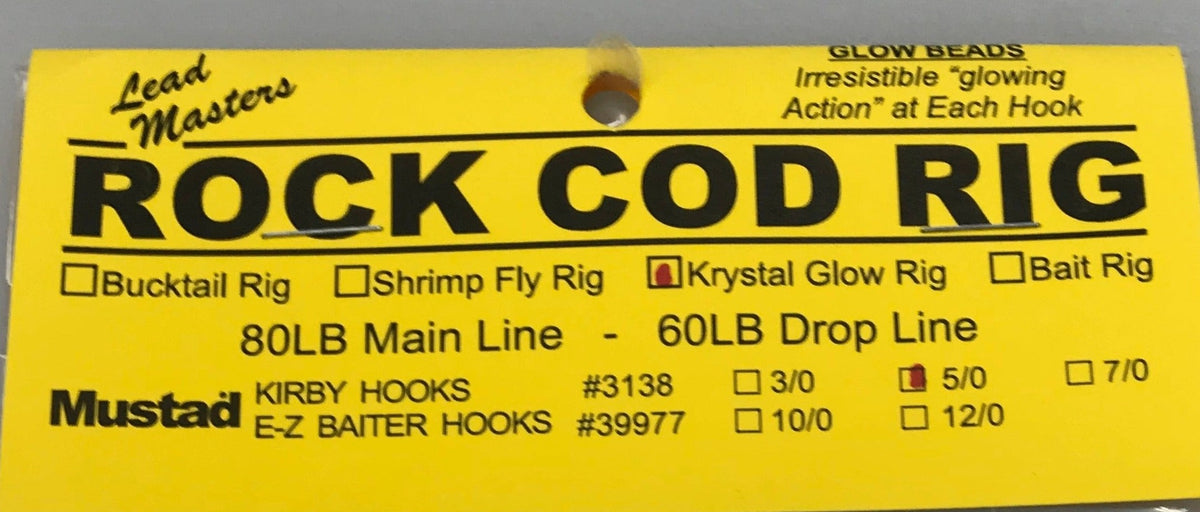 Lead
Masters
GLOW BEADS
Irresistible “glowing
Action” at Each Hook
ROCK COD RIG
Bucktail Rig Shrimp Fly Rig Krystal Glow Rig Bait Rig
80LB Main Line - 60LB Drop Line
Mustad
KIRBY HOOKS #3138 3/0 5/0 7/0
E-Z BAITER HOOKS #39977 10/0 12/0